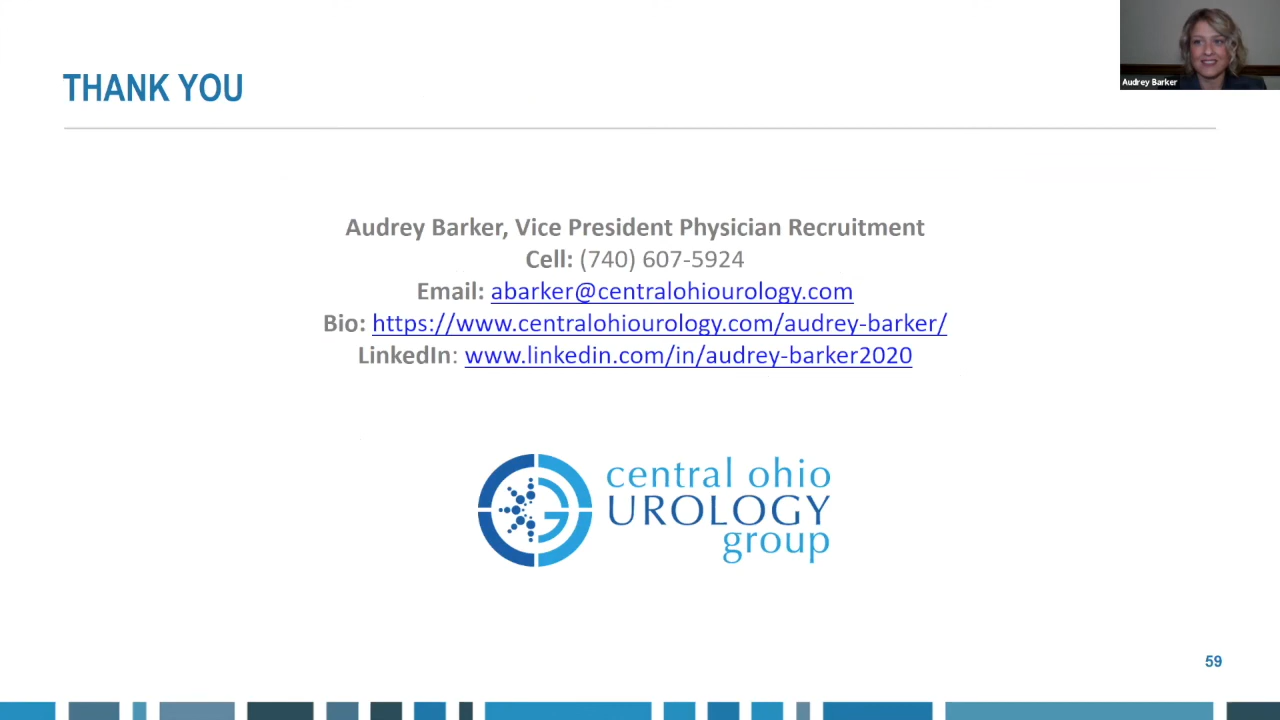 THANK YOU
Audrey Barker
Audrey Barker, Vice President Physician Recruitment
Cell: (740) 607-5924
Email: abarker@centralohiourology.com
Bio: https://www.centralohiourology.com/audrey-barker/
LinkedIn: www.linkedin.com/in/audrey-barker2020
central ohio
UROLOGY
group
59